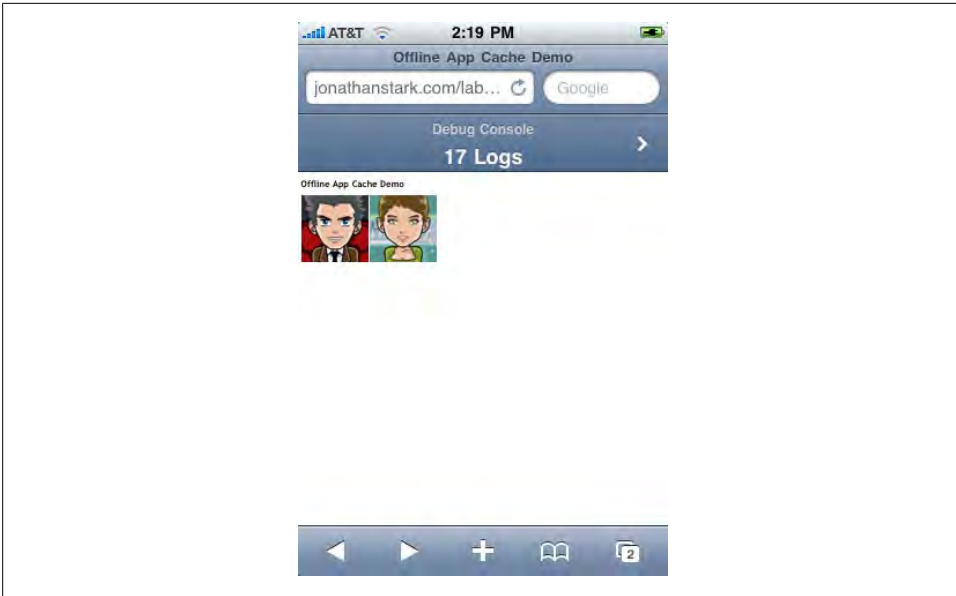 AT&T 2:19 PM
Offline App Cache Demo
jonathanstark.com/lab... Google
Debug Console
17 Logs
Offline App Cache Demo
2